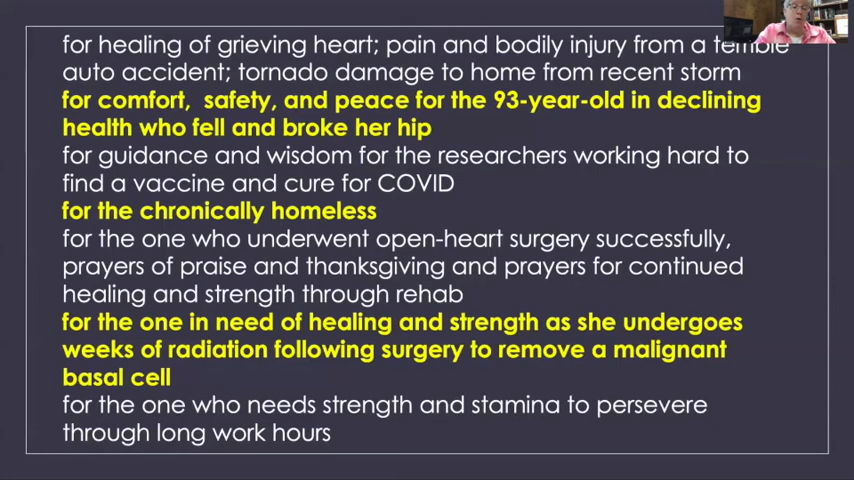 for healing of grieving heart; pain and bodily injury from a terrible
auto accident; tornado damage to home from recent storm
for comfort,  safety, and peace for the 93-year-old in declining
health who fell and broke her hip
for guidance and wisdom for the researchers working hard to
find a vaccine and cure for COVID
for the chronically homeless
for the one who underwent open-heart surgery successfully,
prayers of praise and thanksgiving and prayers for continued
healing and strength through rehab
for the one in need of healing and strength as she undergoes
weeks of radiation following surgery to remove a malignant
basal cell
for the one who needs strength and stamina to persevere
through long work hours